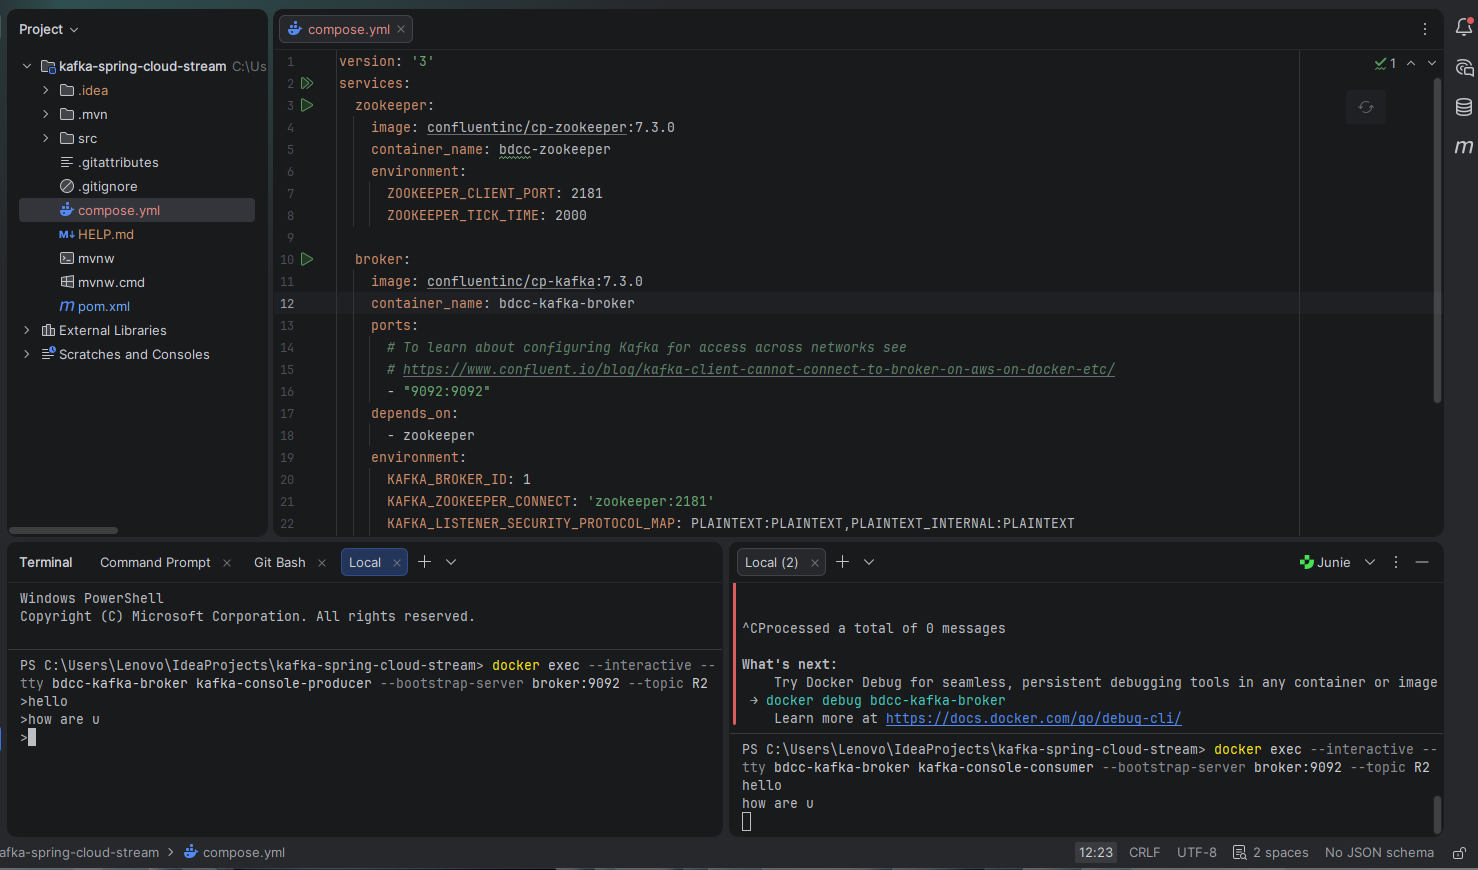 Project
kafka-spring-cloud-stream C:\Us
.idea
.mvn
src
.gitattributes
.gitignore
compose.yml
HELP.md
mvnw
mvnw.cmd
pom.xml
External Libraries
Scratches and Consoles
compose.yml
1 version: '3'
2 services:
3 zookeeper:
4 image: confluentinc/cp-zookeeper:7.3.0
5 container_name: bdcc-zookeeper
6 environment:
7 ZOOKEEPER_CLIENT_PORT: 2181
8 ZOOKEEPER_TICK_TIME: 2000
9
10 broker:
11 image: confluentinc/cp-kafka:7.3.0
12 container_name: bdcc-kafka-broker
13 ports:
14 # To learn about configuring Kafka for access across networks see
15 # https://www.confluent.io/blog/kafka-client-cannot-connect-to-broker-on-aws-on-docker-etc/
16 - "9092:9092"
17 depends_on:
18 - zookeeper
19 environment:
20 KAFKA_BROKER_ID: 1
21 KAFKA_ZOOKEEPER_CONNECT: 'zookeeper:2181'
22 KAFKA_LISTENER_SECURITY_PROTOCOL_MAP: PLAINTEXT:PLAINTEXT,PLAINTEXT_INTERNAL:PLAINTEXT
1
m
Terminal Command Prompt Git Bash Local
Windows PowerShell
Copyright (C) Microsoft Corporation. All rights reserved.
PS C:\Users\Lenovo\IdeaProjects\kafka-spring-cloud-stream> docker exec --interactive --
tty bdcc-kafka-broker kafka-console-producer --bootstrap-server broker:9092 --topic R2
>hello
>how are u
>
Local (2) Junie
^CProcessed a total of 0 messages
What's next:
Try Docker Debug for seamless, persistent debugging tools in any container or image
→ docker debug bdcc-kafka-broker
Learn more at https://docs.docker.com/go/debug-cli/
PS C:\Users\Lenovo\IdeaProjects\kafka-spring-cloud-stream> docker exec --interactive --
tty bdcc-kafka-broker kafka-console-consumer --bootstrap-server broker:9092 --topic R2
hello
how are u
afka-spring-cloud-stream > compose.yml
12:23 CRLF UTF-8 2 spaces No JSON schema